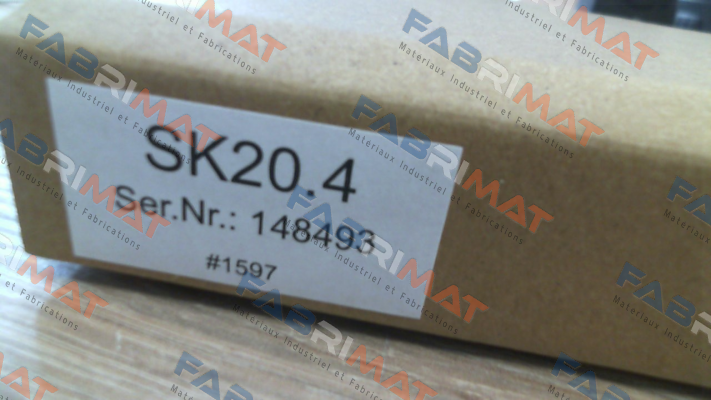 SK20.4
Ser.Nr.: 148493
#1597
FABRIMAT
Materiaux Industriel et Fabrications